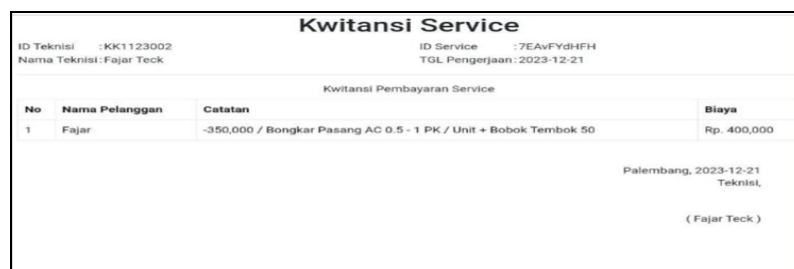 Kwitansi Service
ID Teknisi :KK1123002 ID Service :7EAvFYdHFH
Nama Teknisi:Fajar Teck TGL Pengerjaan:2023-12-21
Kwitansi Pembayaran Service
No Nama Pelanggan Catatan Biaya
1 Fajar -350,000 / Bongkar Pasang AC 0.5 - 1 PK / Unit + Bobok Tembok 50 Rp. 400,000
Palembang, 2023-12-21
Teknisi,
( Fajar Teck )